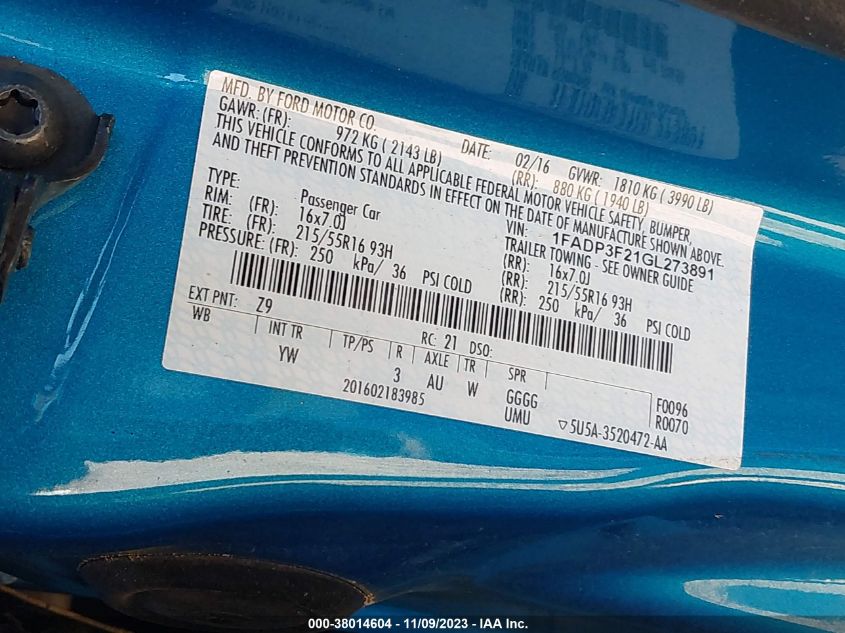 MFD. BY FORD MOTOR CO.
DATE: 02/16 GVWR: 1810 KG ( 3990 LB)
GAWR: (FR): 972 KG ( 2143 LB) (RR): 880 KG ( 1940 LB)
THIS VEHICLE CONFORMS TO ALL APPLICABLE FEDERAL MOTOR VEHICLE SAFETY, BUMPER,
AND THEFT PREVENTION STANDARDS IN EFFECT ON THE DATE OF MANUFACTURE SHOWN ABOVE.
VIN: 1FADP3F21GL273891
TYPE: Passenger Car TRAILER TOWING - SEE OWNER GUIDE
RIM: (FR): 16x7.0J (RR): 16x7.0J
TIRE: (FR): 215/55R16 93H (RR): 215/55R16 93H
PRESSURE: (FR): 250 kPa/ 36 PSI COLD (RR): 250 kPa/ 36 PSI COLD
EXT PNT: Z9 RC: 21 DSO:
WB INT TR TP/PS R AXLE TR SPR
YW 3 AU W GGGG F0096
UMU R0070
201602183985 ▽5U5A-3520472-AA
000-38014604 - 11/09/2023 - IAA Inc.